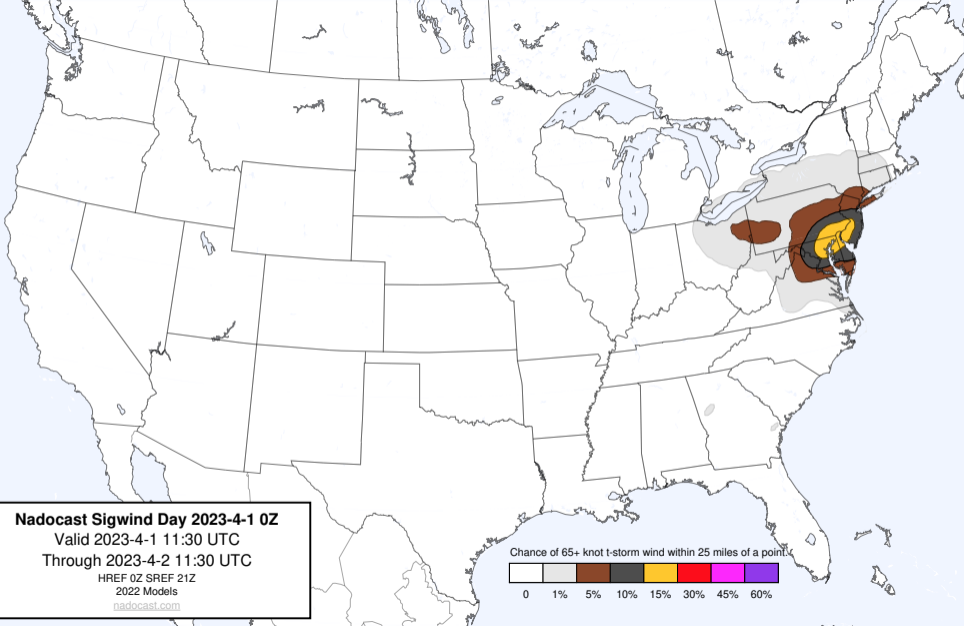 Nadocast Sigwind Day 2023-4-1 0Z
Valid 2023-4-1 11:30 UTC
Through 2023-4-2 11:30 UTC
HREF 0Z SREF 21Z
2022 Models
nadocast.com
Chance of 65+ knot t-storm wind within 25 miles of a point.
0 1% 5% 10% 15% 30% 45% 60%